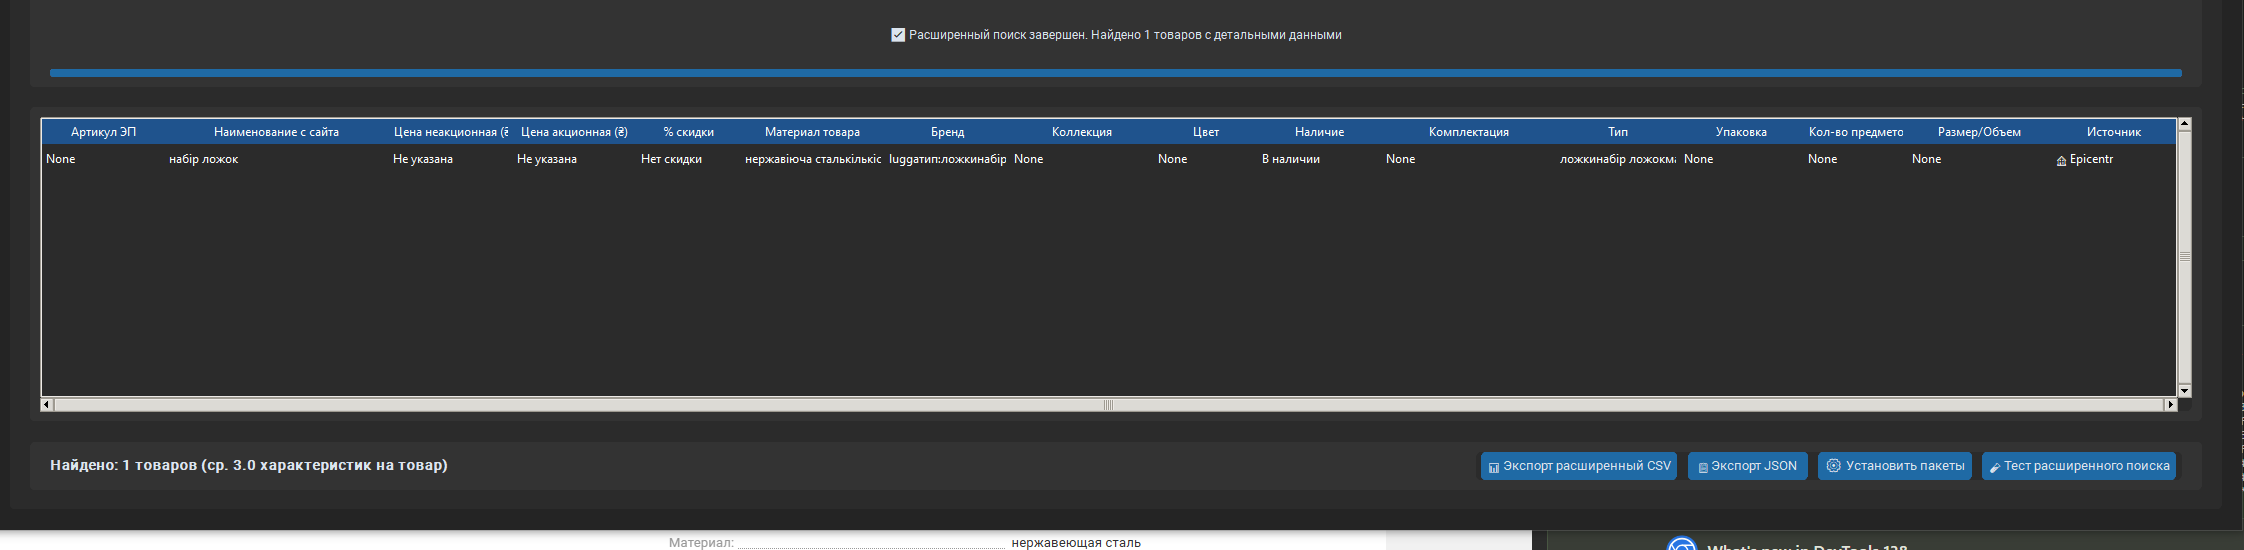 Расширенный поиск завершен. Найдено 1 товаров с детальными данными
Артикул ЭП Наименование с сайта Цена неакционная (₴ Цена акционная (₴) % скидки Материал товара Бренд Коллекция Цвет Наличие Комплектация Тип Упаковка Кол-во предмето Размер/Объем Источник
None набір ложок Не указана Не указана Нет скидки нержавіюча сталькількіс luggaтип:ложкинабір None None В наличии None ложкинабір ложокма None None None Epicentr
Найдено: 1 товаров (ср. 3.0 характеристик на товар)
Экспорт расширенный CSV Экспорт JSON Установить пакеты Тест расширенного поиска
Материал: нержавеющая сталь
What's new in DevTools 138